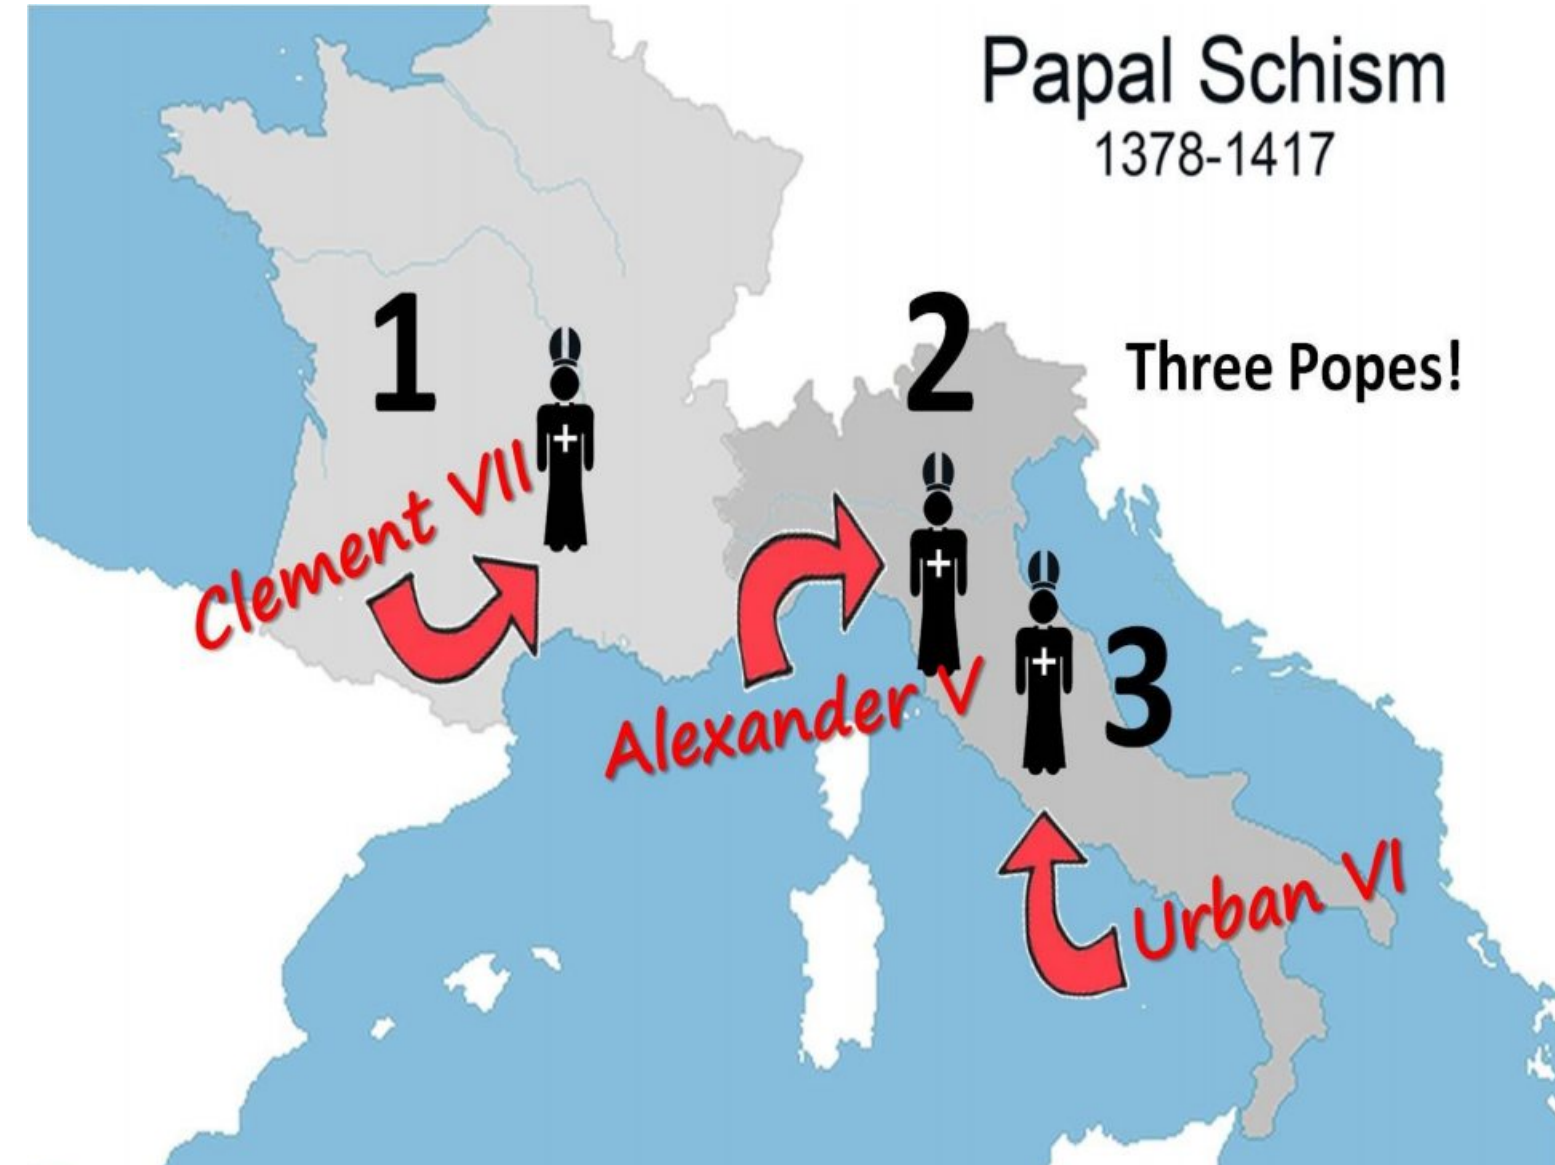 Papal Schism
1378-1417
1
2
Three Popes!
Clement VII
Alexander V
3
Urban VI